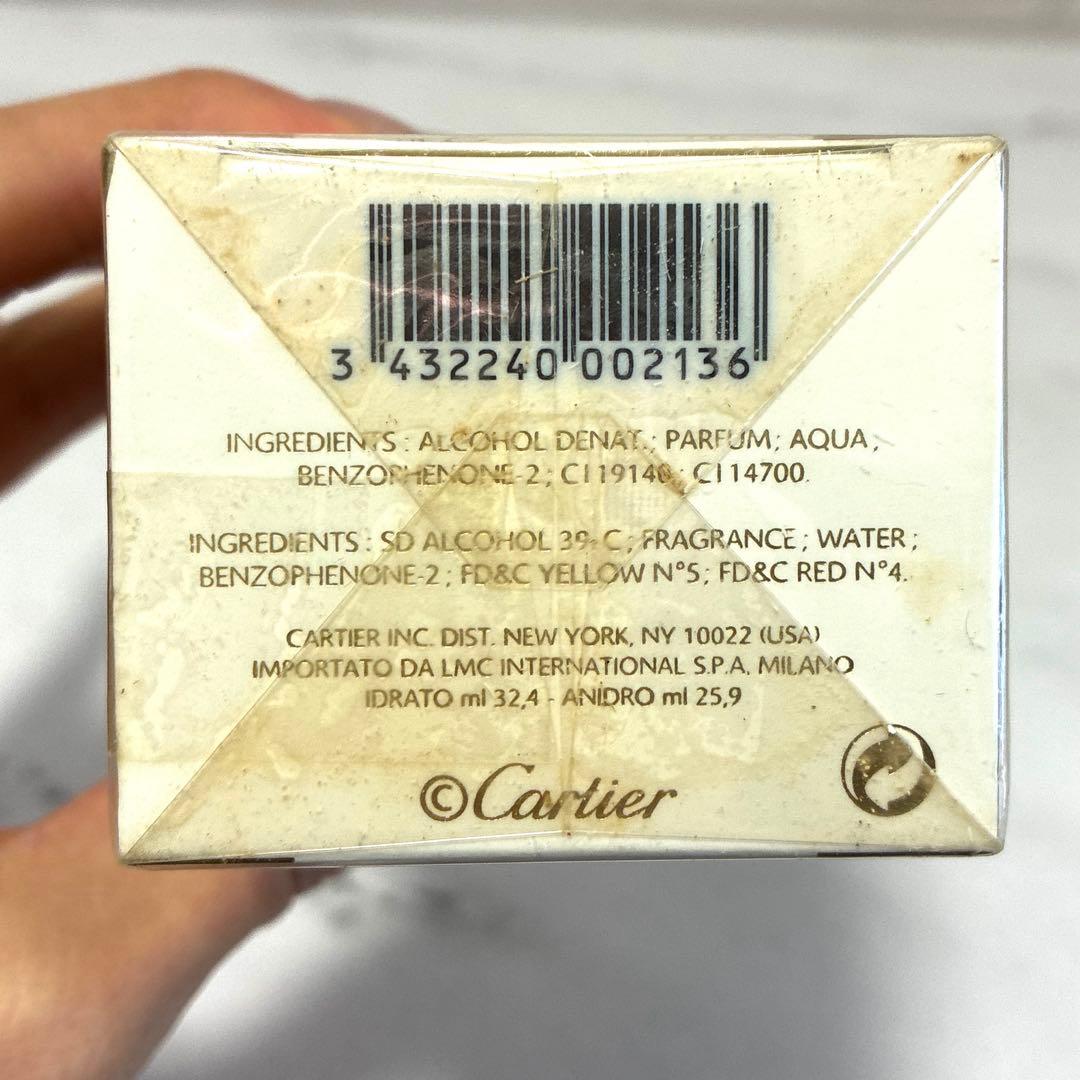 3 432240 002136
INGREDIENTS : ALCOHOL DENAT. ; PARFUM ; AQUA ;
BENZOPHENONE-2 ; CI 19140 ; CI 14700.
INGREDIENTS : SD ALCOHOL 39-C ; FRAGRANCE ; WATER ;
BENZOPHENONE-2 ; FD&C YELLOW N°5 ; FD&C RED N°4.
CARTIER INC. DIST. NEW YORK, NY 10022 (USA)
IMPORTATO DA LMC INTERNATIONAL S.P.A. MILANO
IDRATO ml 32,4 - ANIDRO ml 25,9
©Cartier